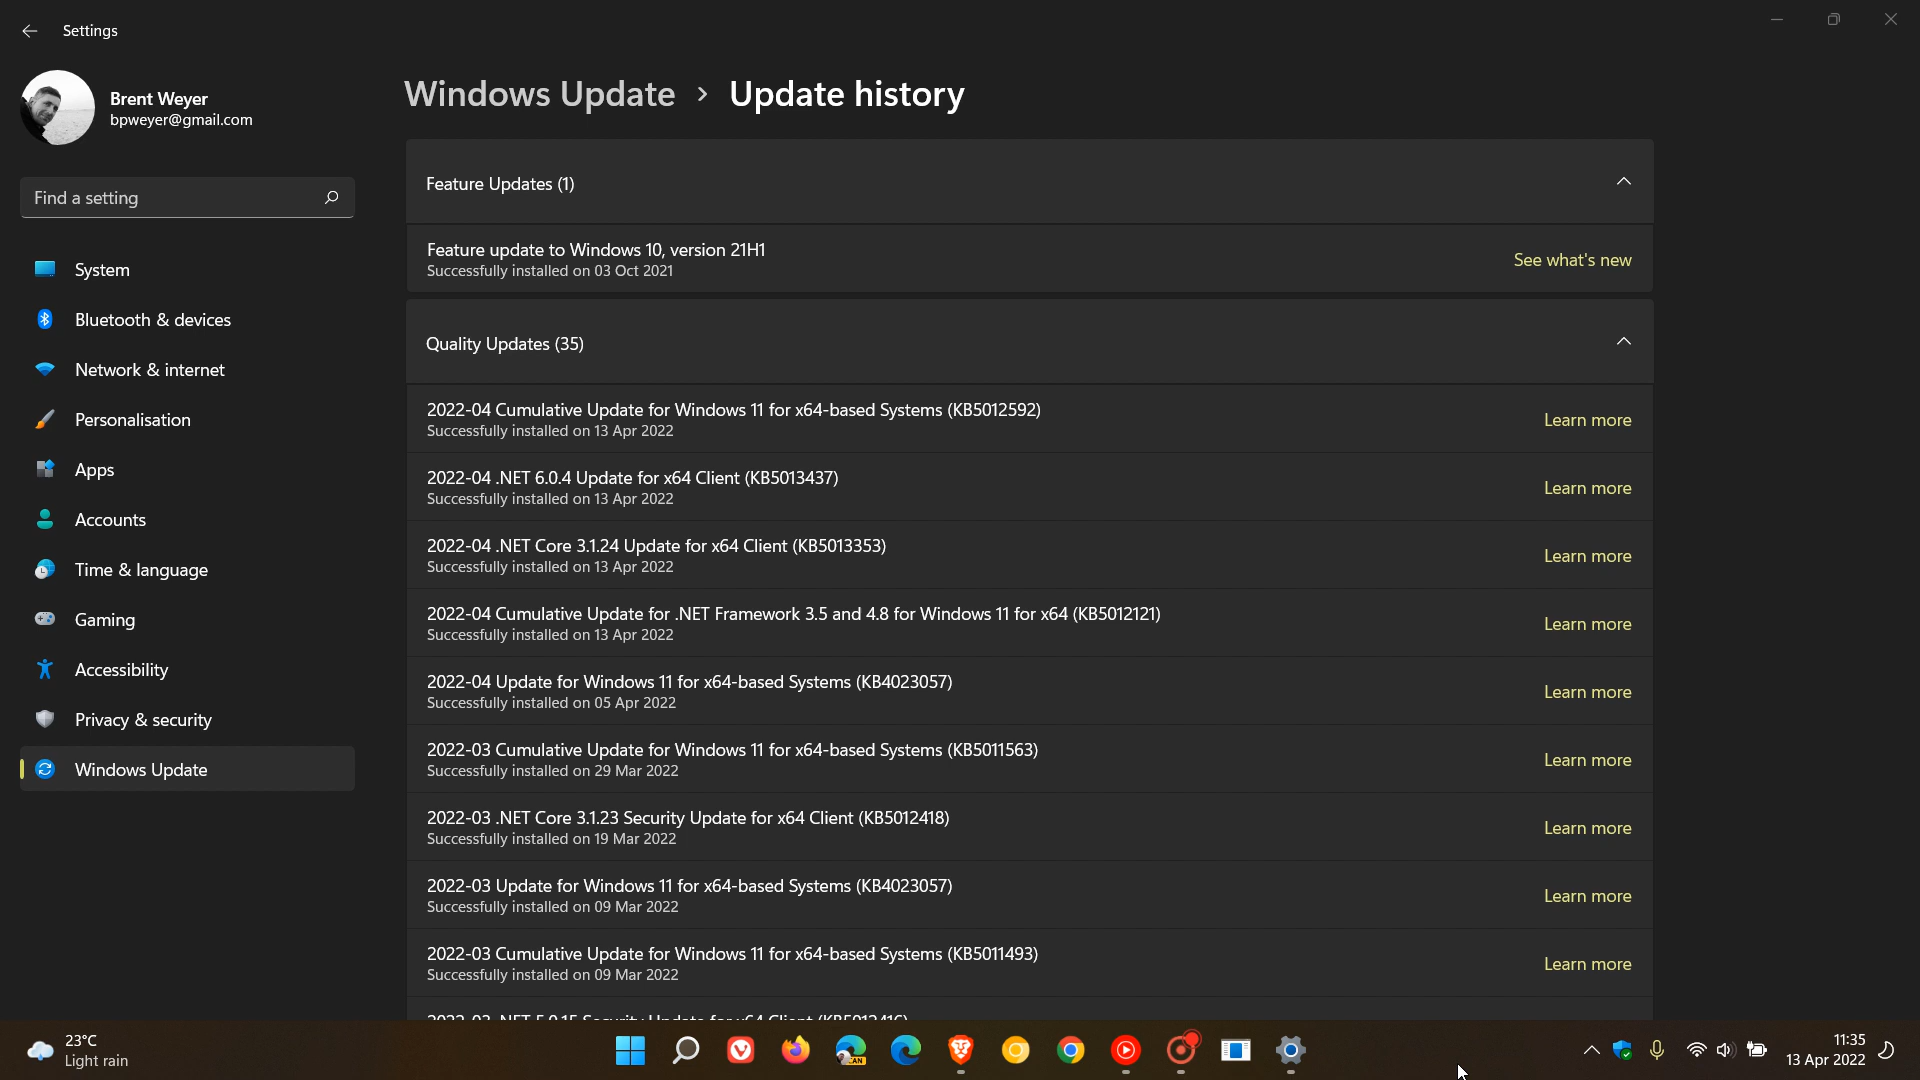 Settings
Brent Weyer
bpweyer@gmail.com
Find a setting
System
Bluetooth & devices
Network & internet
Personalisation
Apps
Accounts
Time & language
Gaming
Accessibility
Privacy & security
Windows Update
Windows Update > Update history
Feature Updates (1)
Feature update to Windows 10, version 21H1
Successfully installed on 03 Oct 2021
See what's new
Quality Updates (35)
2022-04 Cumulative Update for Windows 11 for x64-based Systems (KB5012592)
Successfully installed on 13 Apr 2022
Learn more
2022-04 .NET 6.0.4 Update for x64 Client (KB5013437)
Successfully installed on 13 Apr 2022
Learn more
2022-04 .NET Core 3.1.24 Update for x64 Client (KB5013353)
Successfully installed on 13 Apr 2022
Learn more
2022-04 Cumulative Update for .NET Framework 3.5 and 4.8 for Windows 11 for x64 (KB5012121)
Successfully installed on 13 Apr 2022
Learn more
2022-04 Update for Windows 11 for x64-based Systems (KB4023057)
Successfully installed on 05 Apr 2022
Learn more
2022-03 Cumulative Update for Windows 11 for x64-based Systems (KB5011563)
Successfully installed on 29 Mar 2022
Learn more
2022-03 .NET Core 3.1.23 Security Update for x64 Client (KB5012418)
Successfully installed on 19 Mar 2022
Learn more
2022-03 Update for Windows 11 for x64-based Systems (KB4023057)
Successfully installed on 09 Mar 2022
Learn more
2022-03 Cumulative Update for Windows 11 for x64-based Systems (KB5011493)
Successfully installed on 09 Mar 2022
Learn more
23°C
Light rain
CAN
11:35
13 Apr 2022